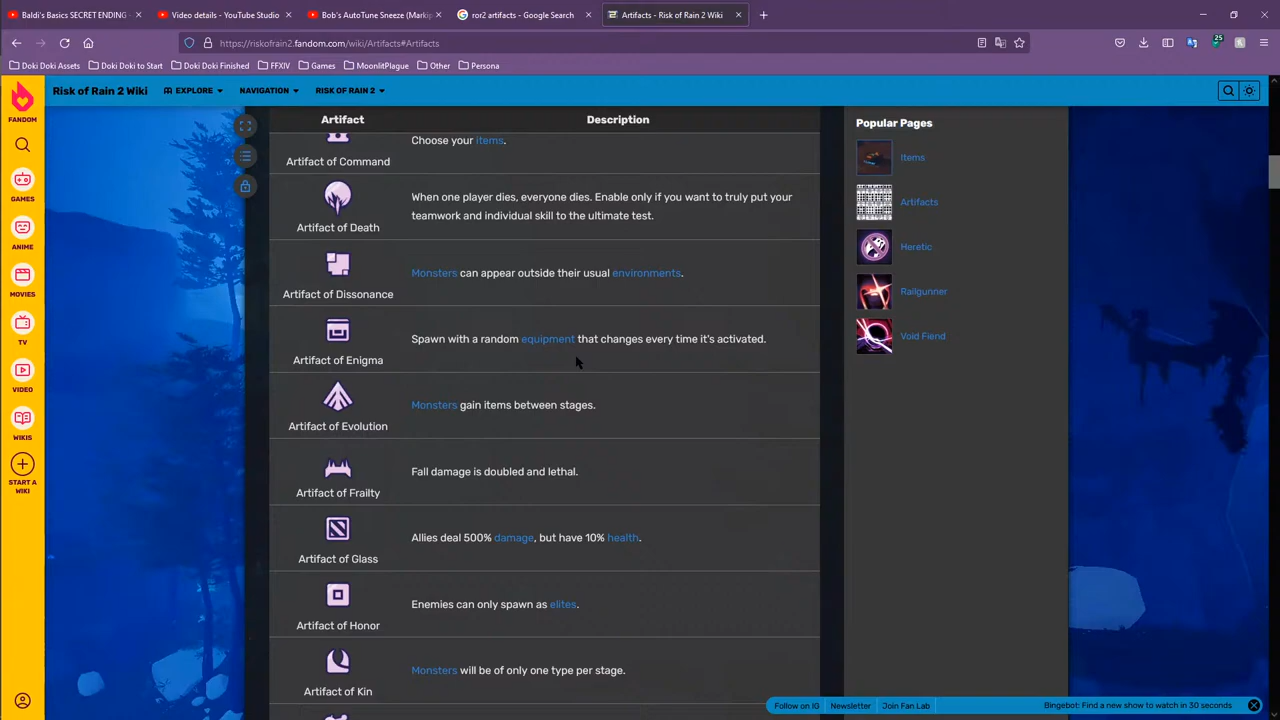 Baldi's Basics SECRET ENDING -
Video details - YouTube Studio
Bob's AutoTune Sneeze (Markip
ror2 artifacts - Google Search
Artifacts - Risk of Rain 2 Wiki
https://riskofrain2.fandom.com/wiki/Artifacts#Artifacts
25
Doki Doki Assets
Doki Doki to Start
Doki Doki Finished
FFXIV
Games
MoonlitPlague
Other
Persona
FANDOM
GAMES
ANIME
MOVIES
TV
VIDEO
WIKIS
START A
WIKI
Risk of Rain 2 Wiki
EXPLORE
NAVIGATION
RISK OF RAIN 2
Artifact Description
Artifact of Command
Choose your items.
Artifact of Death
When one player dies, everyone dies. Enable only if you want to truly put your
teamwork and individual skill to the ultimate test.
Artifact of Dissonance
Monsters can appear outside their usual environments.
Artifact of Enigma
Spawn with a random equipment that changes every time it's activated.
Artifact of Evolution
Monsters gain items between stages.
Artifact of Frailty
Fall damage is doubled and lethal.
Artifact of Glass
Allies deal 500% damage, but have 10% health.
Artifact of Honor
Enemies can only spawn as elites.
Artifact of Kin
Monsters will be of only one type per stage.
Popular Pages
Items
Artifacts
Heretic
Railgunner
Void Fiend
Follow on IG
Newsletter
Join Fan Lab
Bingebot: Find a new show to watch in 30 seconds